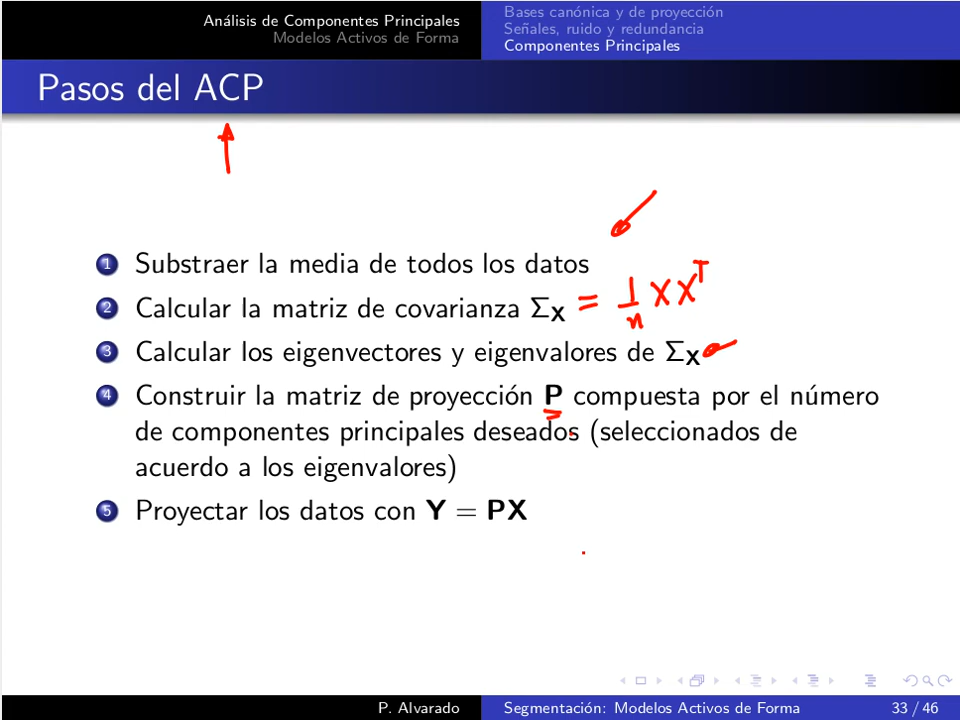 Análisis de Componentes Principales
Modelos Activos de Forma
Bases canónica y de proyección
Señales, ruido y redundancia
Componentes Principales
Pasos del ACP
1 Substraer la media de todos los datos
2 Calcular la matriz de covarianza Σ_X = 1/n X X^T
3 Calcular los eigenvectores y eigenvalores de Σ_X
4 Construir la matriz de proyección P compuesta por el número
de componentes principales deseados (seleccionados de
acuerdo a los eigenvalores)
5 Proyectar los datos con Y = PX
P. Alvarado
Segmentación: Modelos Activos de Forma
33 / 46